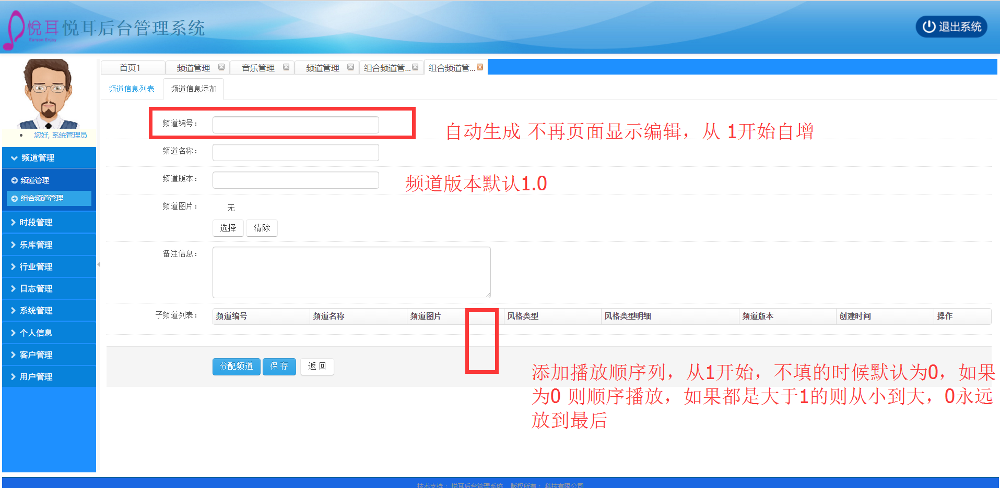 悦耳
Earson Enjoy
悦耳后台管理系统
退出系统
首页1
频道管理
音乐管理
频道管理
组合频道管...
组合频道管...
频道信息列表
频道信息添加
您好, 系统管理员
频道管理
频道管理
组合频道管理
时段管理
乐库管理
行业管理
日志管理
系统管理
个人信息
客户管理
用户管理
频道编号：
自动生成 不再页面显示编辑，从 1开始自增
频道名称：
频道版本：
频道版本默认1.0
频道图片：
无
选择 清除
备注信息：
子频道列表：
频道编号 频道名称 频道图片 风格类型 风格类型明细 频道版本 创建时间 操作
分配频道 保 存 返 回
添加播放顺序列，从1开始，不填的时候默认为0，如果
为0 则顺序播放，如果都是大于1的则从小到大，0永远
放到最后
技术支持： 悦耳后台管理系统 版权所有： 科技有限公司